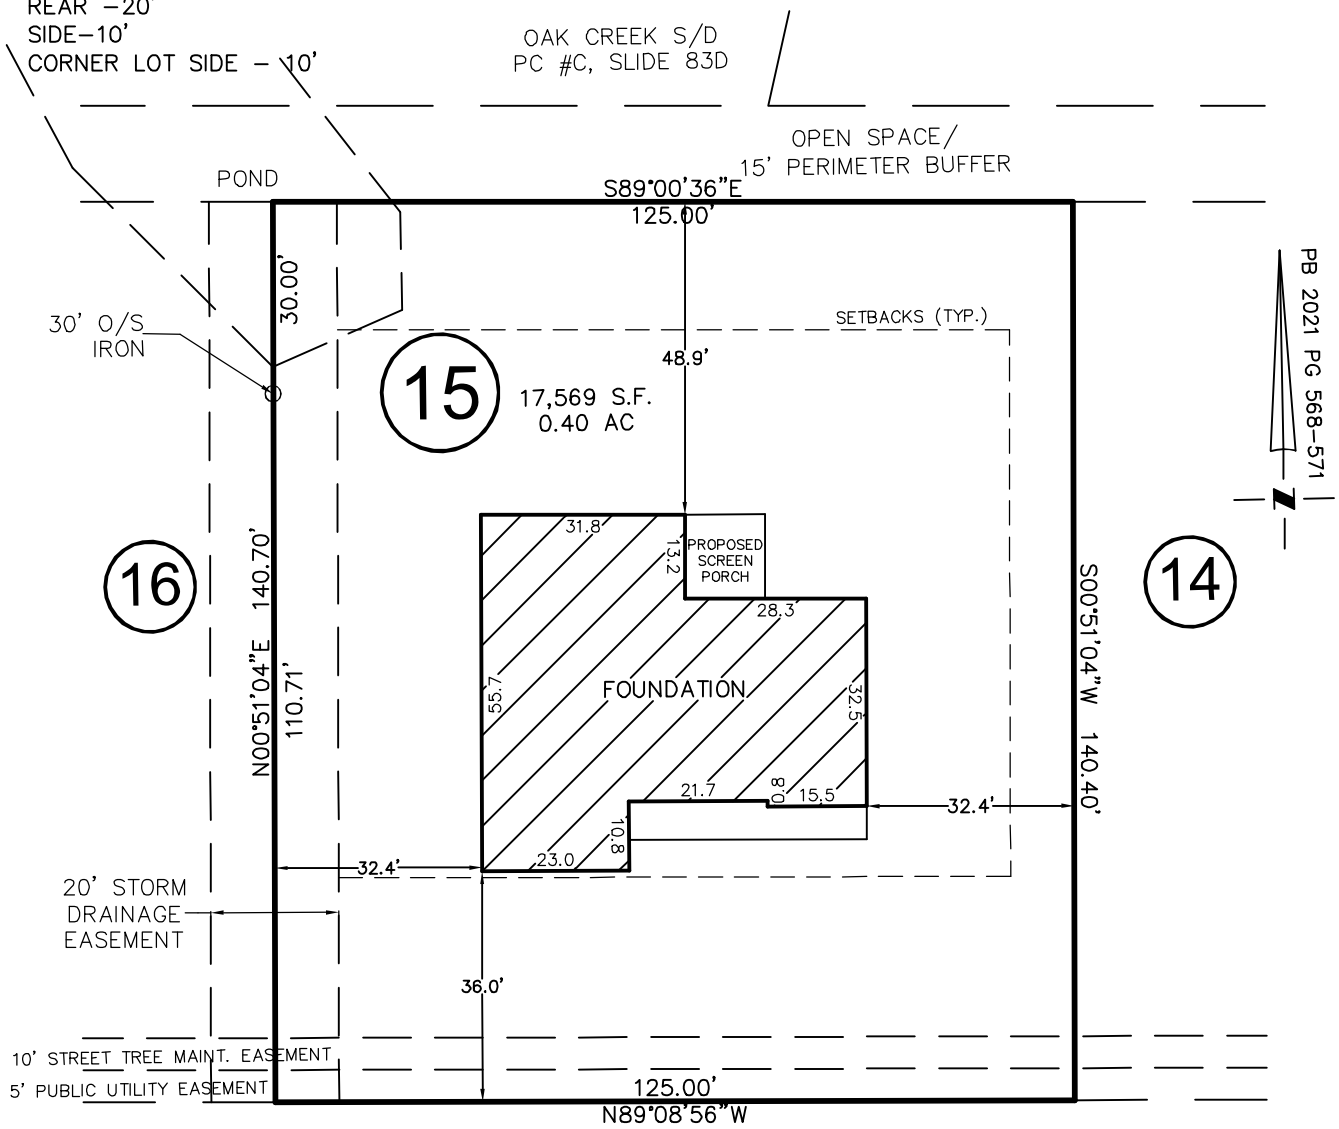 REAR -20'
SIDE-10'
CORNER LOT SIDE - 10'
OAK CREEK S/D
PC #C, SLIDE 83D
OPEN SPACE/
15' PERIMETER BUFFER
POND
S89°00'36"E
125.00'
30.00'
30' O/S
IRON
SETBACKS (TYP.)
48.9'
15
17,569 S.F.
0.40 AC
PB 2021 PG 568-571
N
31.8
13.2
PROPOSED
SCREEN
PORCH
28.3
16
14
N00°51'04"E 140.70'
110.71'
S00°51'04"W 140.40'
55.7
FOUNDATION
32.5
21.7
0.8
15.5
32.4'
10.8
23.0
32.4'
20' STORM
DRAINAGE
EASEMENT
36.0'
10' STREET TREE MAINT. EASEMENT
5' PUBLIC UTILITY EASEMENT
125.00'
N89°08'56"W